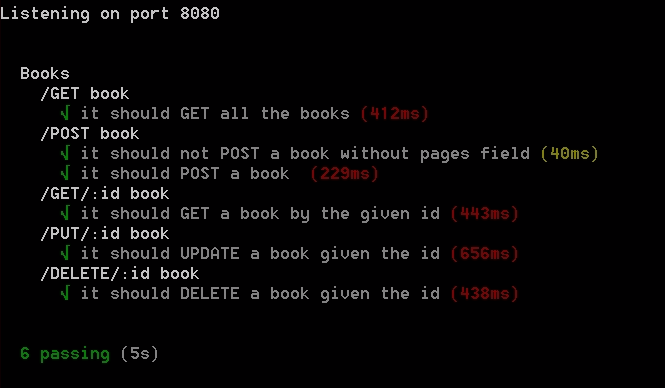 Listening on port 8080
Books
/GET book
√ it should GET all the books (412ms)
/POST book
√ it should not POST a book without pages field (40ms)
√ it should POST a book (229ms)
/GET/:id book
√ it should GET a book by the given id (443ms)
/PUT/:id book
√ it should UPDATE a book given the id (656ms)
/DELETE/:id book
√ it should DELETE a book given the id (438ms)
6 passing (5s)